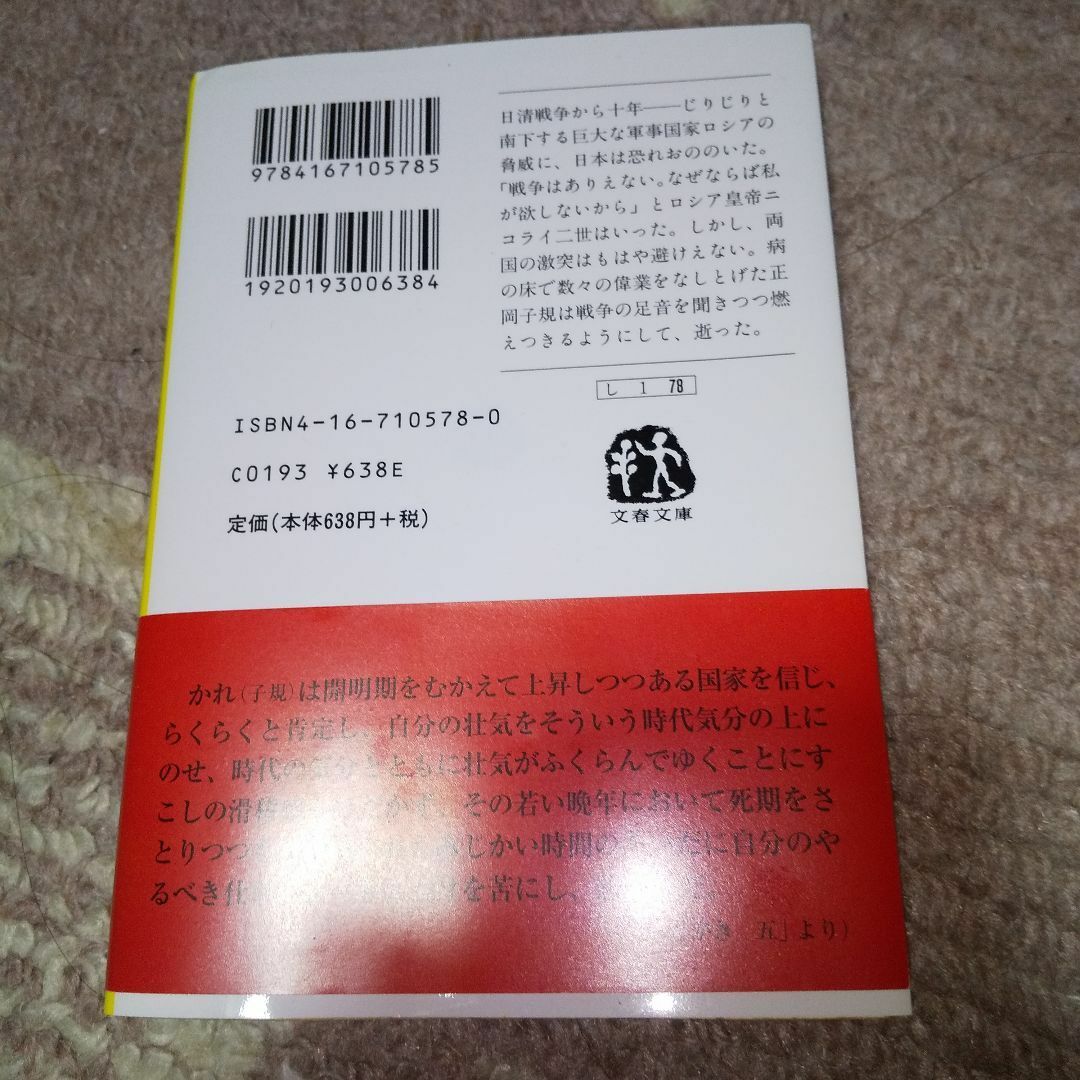 9784167105785
1920193006384
日清戦争から十年――じりじりと
南下する巨大な軍事国家ロシアの
脅威に、日本は恐れおののいた。
「戦争はありえない。なぜならば私
が欲しないから」とロシア皇帝ニ
コライ二世はいった。しかし、両
国の激突はもはや避けえない。病
の床で数々の偉業をなしとげた正
岡子規は戦争の足音を聞きつつ燃
えつきるようにして、逝った。
し 1 78
ISBN4-16-710578-0
C0193 ¥638E
定価(本体638円+税)
文春文庫
かれ(子規)は開明期をむかえて上昇しつつある国家を信じ、
らくらくと肯定し、自分の壮気をそういう時代気分の上に
のせ、時代の気分とともに壮気がふくらんでゆくことにす
こしの滑稽 その若い晩年において死期をさ
とりつつ みじかい時間の 自分のや
るべき を苦にし、
五」より)